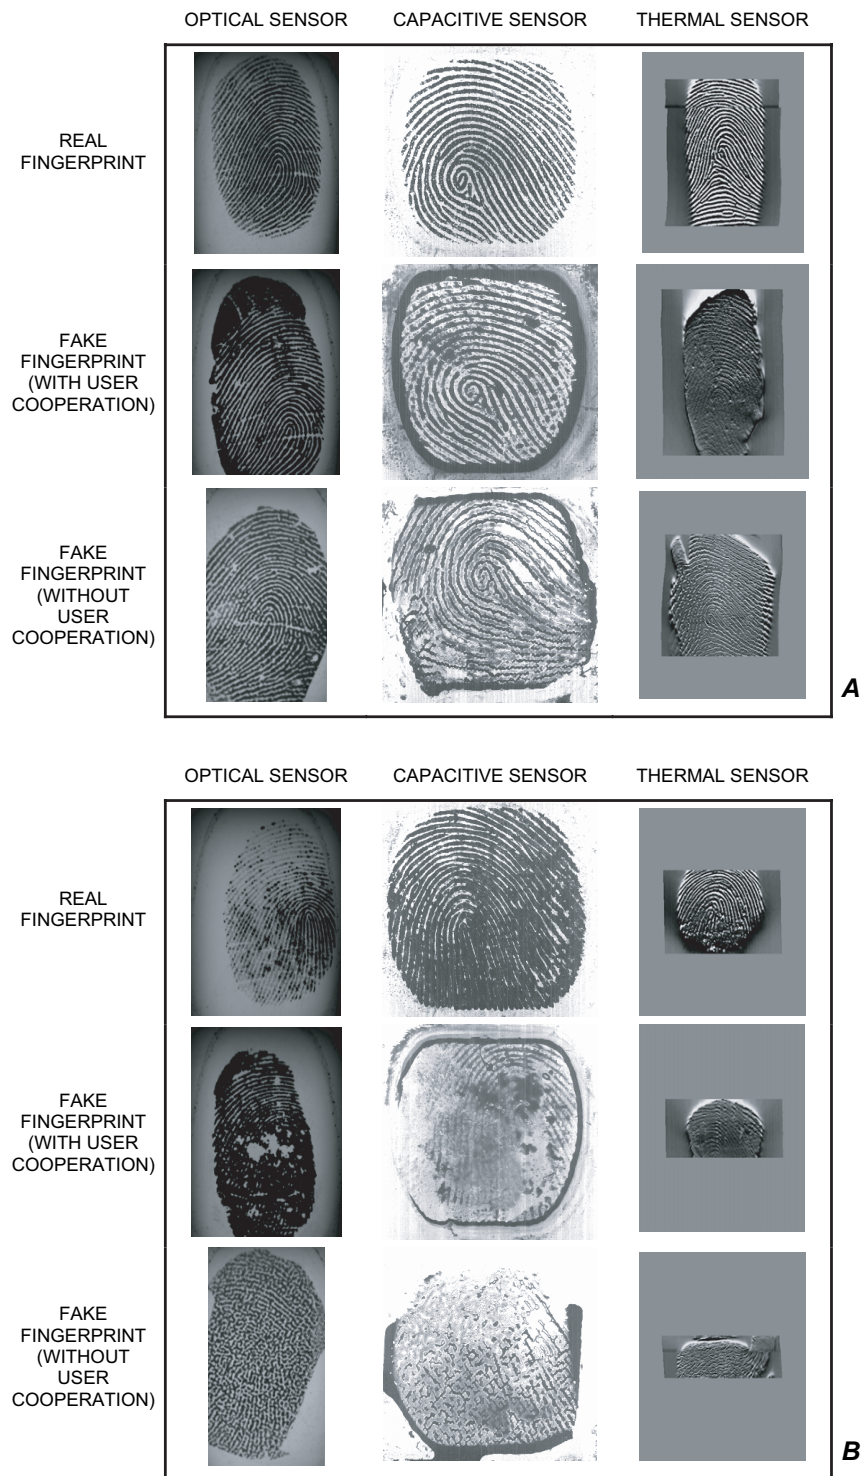 OPTICAL SENSOR CAPACITIVE SENSOR THERMAL SENSOR
REAL
FINGERPRINT
FAKE
FINGERPRINT
(WITH USER
COOPERATION)
FAKE
FINGERPRINT
(WITHOUT
USER
COOPERATION)
A
OPTICAL SENSOR CAPACITIVE SENSOR THERMAL SENSOR
REAL
FINGERPRINT
FAKE
FINGERPRINT
(WITH USER
COOPERATION)
FAKE
FINGERPRINT
(WITHOUT
USER
COOPERATION)
B